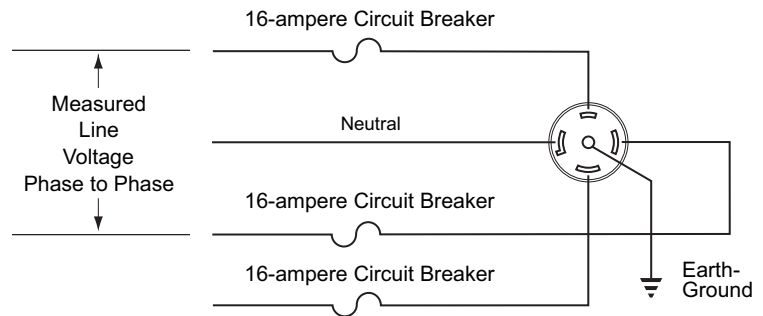 16-ampere Circuit Breaker
Measured
Line
Voltage
Phase to Phase
Neutral
16-ampere Circuit Breaker
16-ampere Circuit Breaker
Earth-
Ground